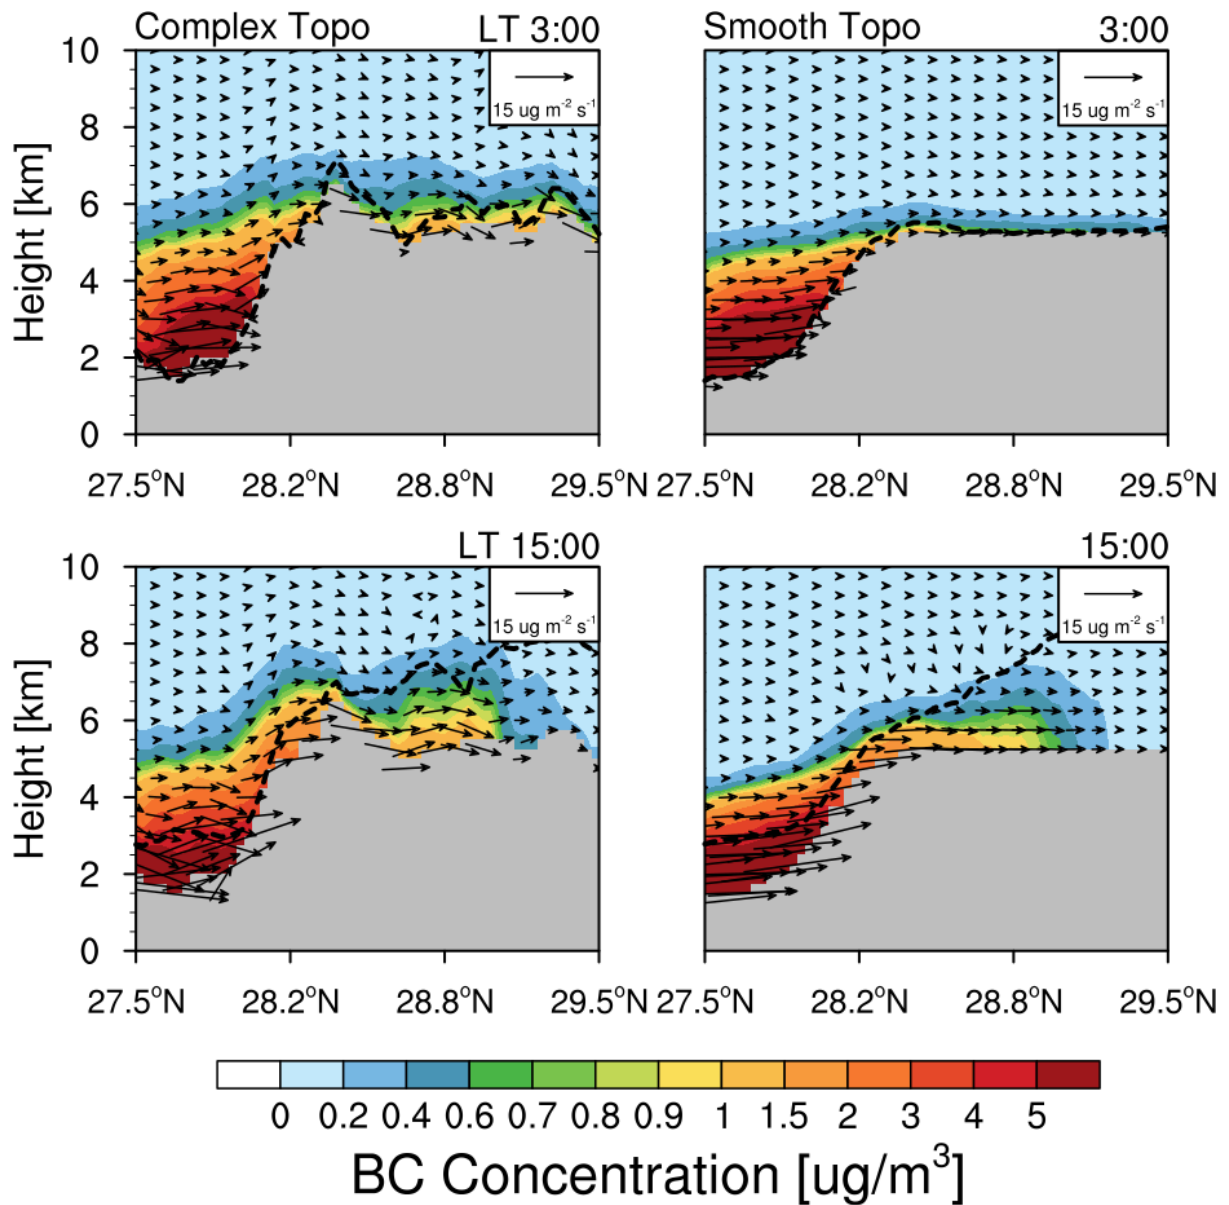 Complex Topo LT 3:00
Smooth Topo 3:00
10
8
6
4
2
0
Height [km]
15 ug m⁻² s⁻¹
15 ug m⁻² s⁻¹
27.5°N 28.2°N 28.8°N 29.5°N
27.5°N 28.2°N 28.8°N 29.5°N
LT 15:00
15:00
10
8
6
4
2
0
Height [km]
15 ug m⁻² s⁻¹
15 ug m⁻² s⁻¹
27.5°N 28.2°N 28.8°N 29.5°N
27.5°N 28.2°N 28.8°N 29.5°N
0 0.2 0.4 0.6 0.7 0.8 0.9 1 1.5 2 3 4 5
BC Concentration [ug/m³]